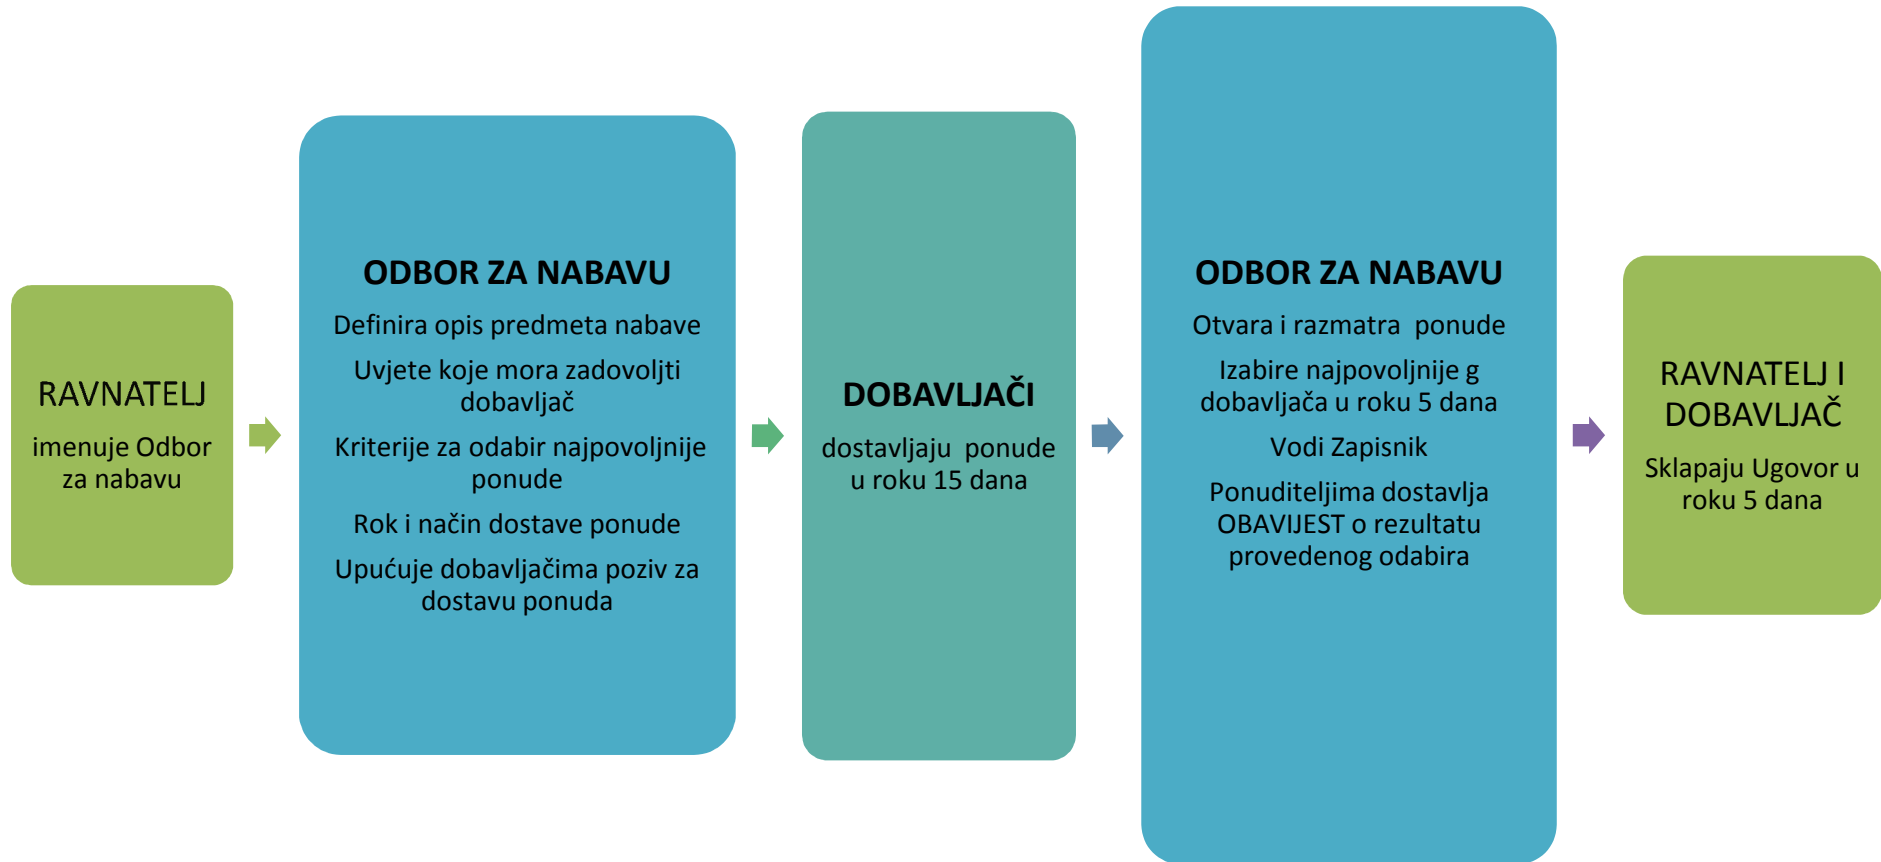 RAVNATELJ
imenuje Odbor
za nabavu
ODBOR ZA NABAVU
Definira opis predmeta nabave
Uvjete koje mora zadovoljti
dobavljač
Kriterije za odabir najpovoljnije
ponude
Rok i način dostave ponude
Upućuje dobavljačima poziv za
dostavu ponuda
DOBAVLJAČI
dostavljaju  ponude
u roku 15 dana
ODBOR ZA NABAVU
Otvara i razmatra  ponude
Izabire najpovoljnije g
dobavljača u roku 5 dana
Vodi Zapisnik
Ponuditeljima dostavlja
OBAVIJEST o rezultatu
provedenog odabira
RAVNATELJ I
DOBAVLJAČ
Sklapaju Ugovor u
roku 5 dana